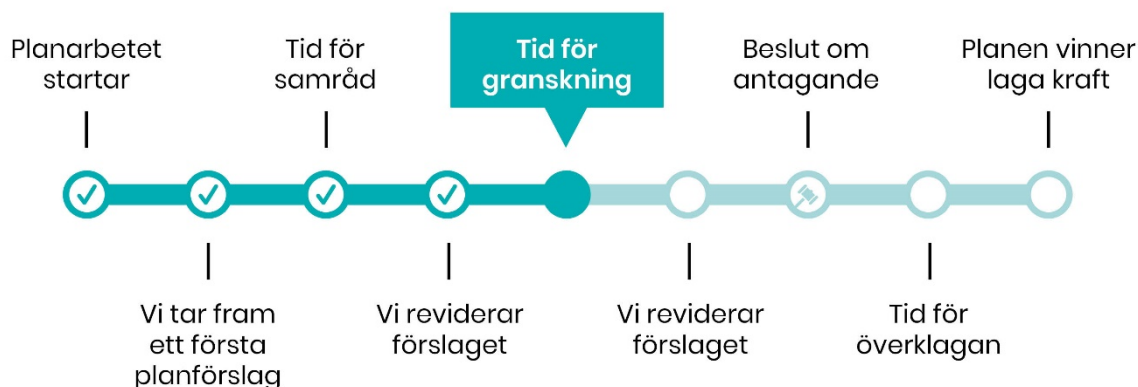 Planarbetet
startar
Tid för
samråd
Tid för
granskning
Beslut om
antagande
Planen vinner
laga kraft
Vi tar fram
ett första
planförslag
Vi reviderar
förslaget
Vi reviderar
förslaget
Tid för
överklagan